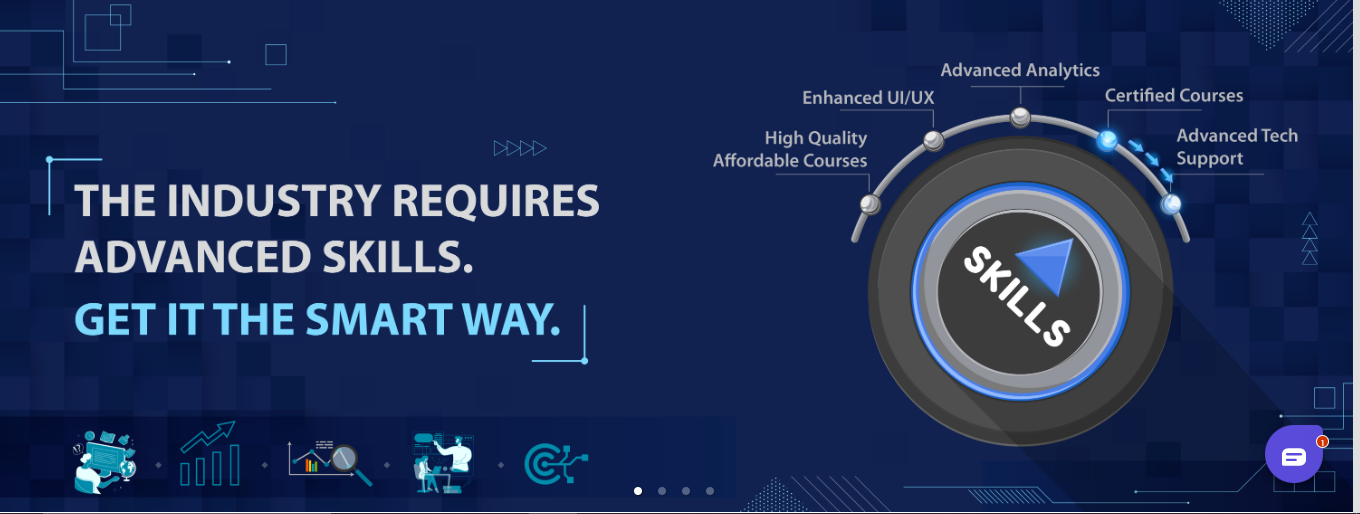 THE INDUSTRY REQUIRES
ADVANCED SKILLS.
GET IT THE SMART WAY.
Advanced Analytics
Enhanced UI/UX
Certified Courses
High Quality
Affordable Courses
Advanced Tech
Support
SKILLS
1